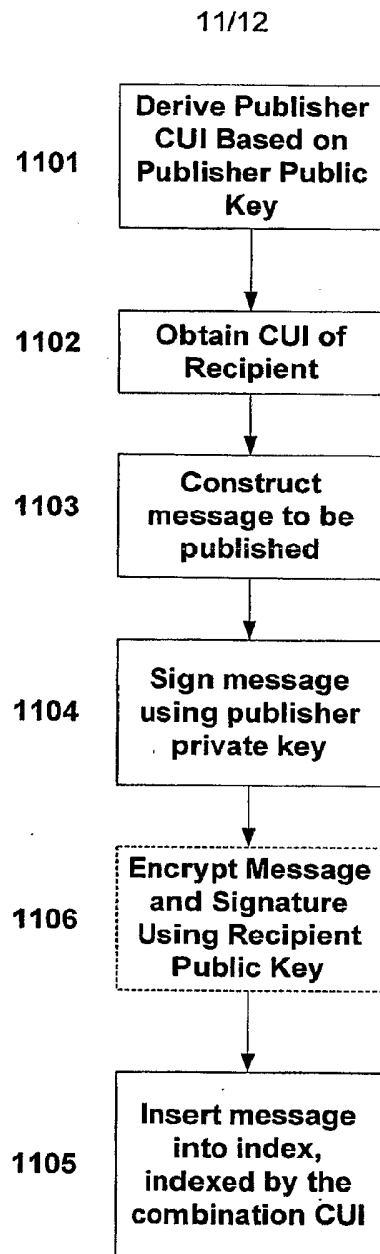 11/12
1101
Derive Publisher
CUI Based on
Publisher Public
Key
1102
Obtain CUI of
Recipient
1103
Construct
message to be
published
1104
Sign message
using publisher
private key
1106
Encrypt Message
and Signature
Using Recipient
Public Key
1105
Insert message
into index,
indexed by the
combination CUI